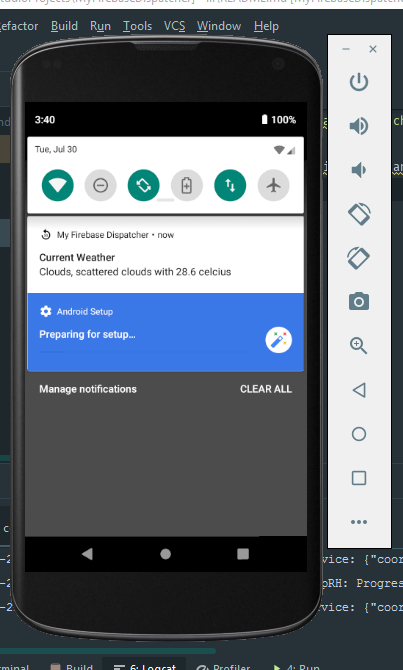 Refactor Build Run Tools VCS Window Help
3:40 100%
Tue, Jul 30
My Firebase Dispatcher • now
Current Weather
Clouds, scattered clouds with 28.6 celcius
Android Setup
Preparing for setup...
Manage notifications CLEAR ALL
vice: {"coor
oRH: Progres
vice: {"coor
Build 6: Logcat Profiler 4: Run